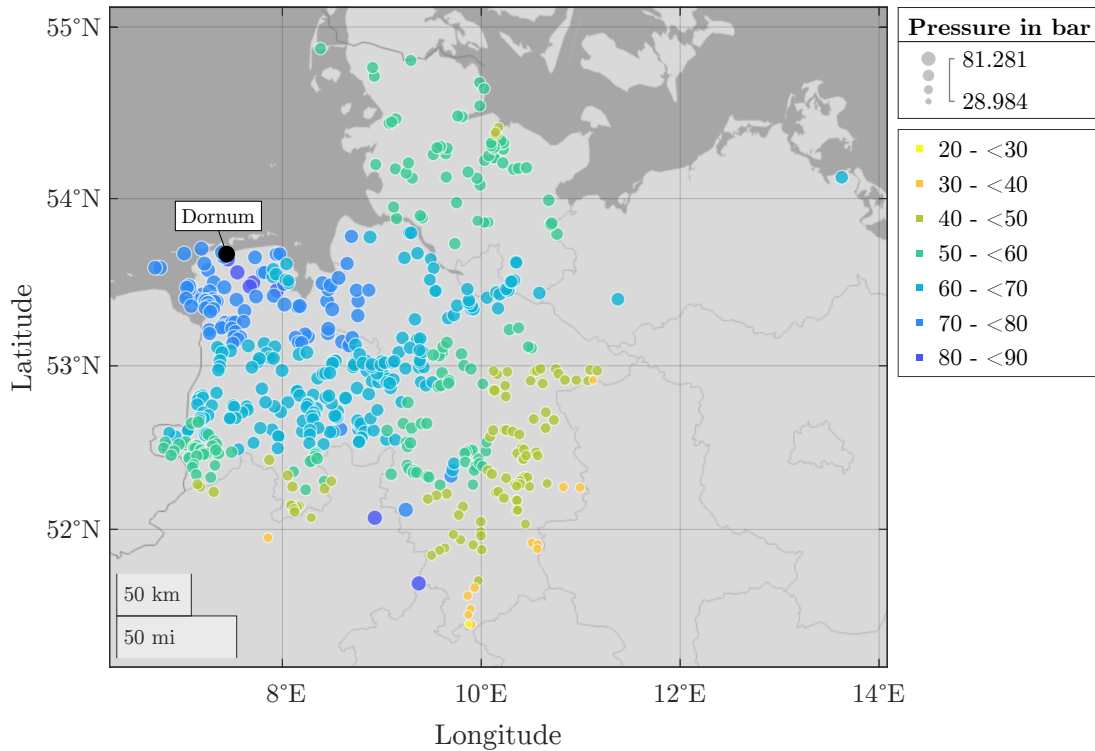 55°N
54°N
53°N
52°N
Latitude
Dornum
50 km
50 mi
8°E
10°E
12°E
14°E
Longitude
Pressure in bar
81.281
28.984
20 - <30
30 - <40
40 - <50
50 - <60
60 - <70
70 - <80
80 - <90